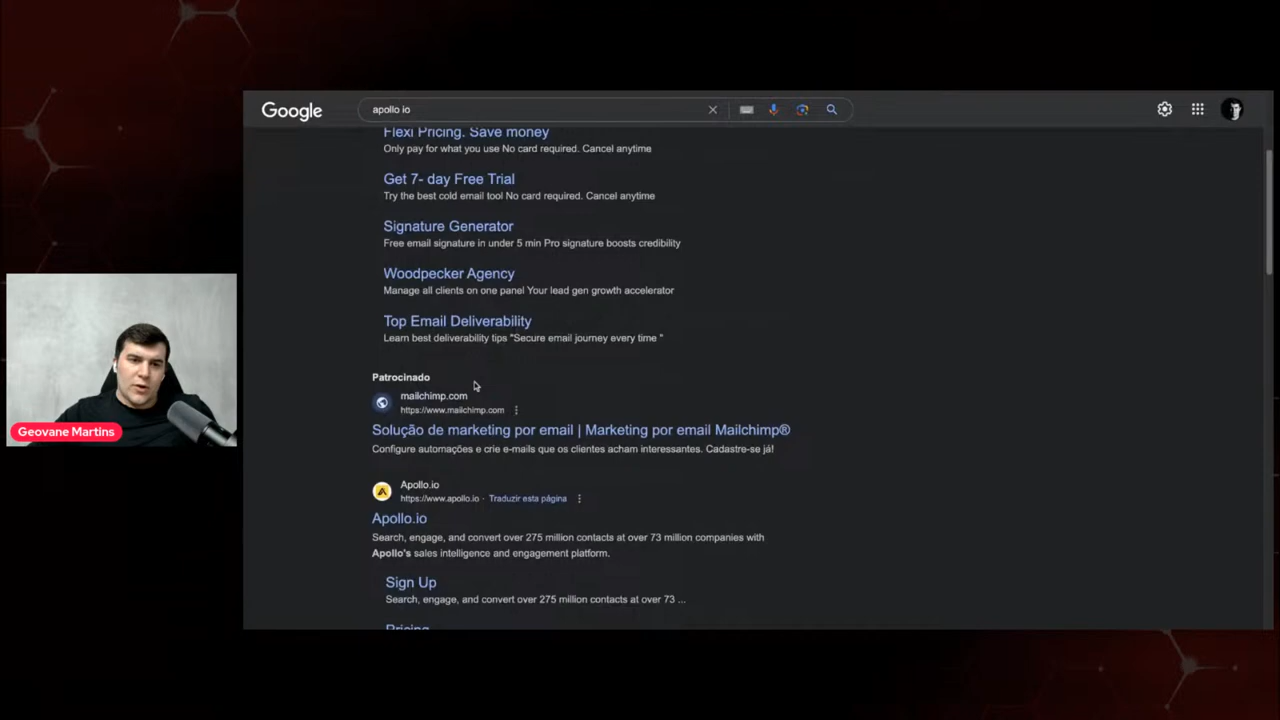 Google
apollo io
Flexi Pricing. Save money
Only pay for what you use No card required. Cancel anytime
Get 7- day Free Trial
Try the best cold email tool No card required. Cancel anytime
Signature Generator
Free email signature in under 5 min Pro signature boosts credibility
Woodpecker Agency
Manage all clients on one panel Your lead gen growth accelerator
Top Email Deliverability
Learn best deliverability tips "Secure email journey every time "
Patrocinado
mailchimp.com
https://www.mailchimp.com
Solução de marketing por email | Marketing por email Mailchimp®
Configure automações e crie e-mails que os clientes acham interessantes. Cadastre-se já!
Apollo.io
https://www.apollo.io · Traduzir esta página
Apollo.io
Search, engage, and convert over 275 million contacts at over 73 million companies with
Apollo's sales intelligence and engagement platform.
Sign Up
Search, engage, and convert over 275 million contacts at over 73 ...
Pricing
Geovane Martins